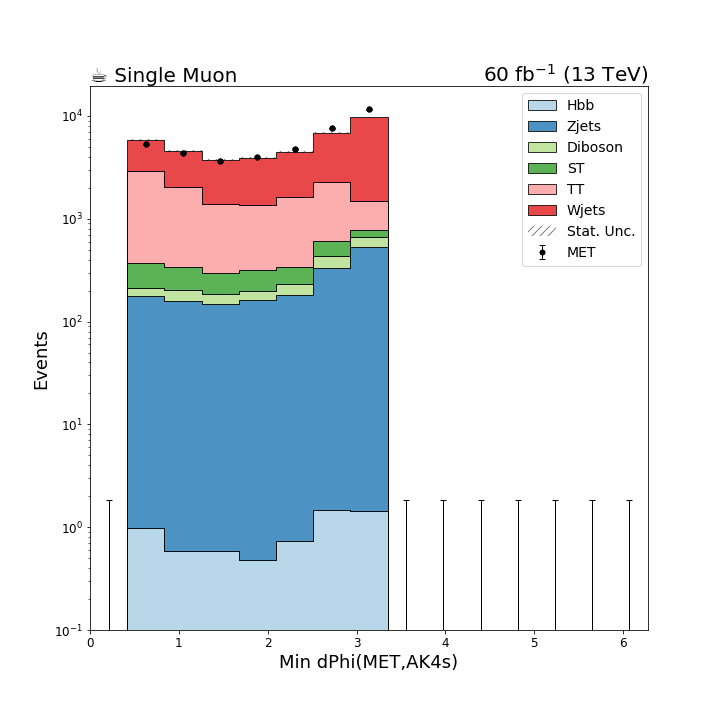 ☕ Single Muon
60 fb⁻¹ (13 TeV)
Hbb
Zjets
Diboson
ST
TT
Wjets
Stat. Unc.
MET
Events
10⁴
10³
10²
10¹
10⁰
10⁻¹
0 1 2 3 4 5 6
Min dPhi(MET,AK4s)